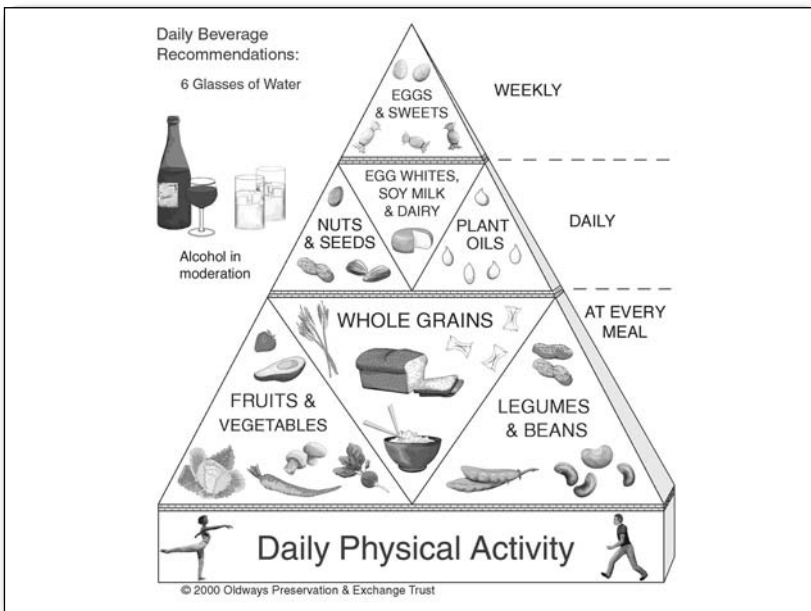 Daily Beverage
Recommendations:
6 Glasses of Water
Alcohol in
moderation
EGGS
& SWEETS
WEEKLY
EGG WHITES,
SOY MILK
& DAIRY
NUTS
& SEEDS
PLANT
OILS
DAILY
AT EVERY
MEAL
WHOLE GRAINS
FRUITS &
VEGETABLES
LEGUMES
& BEANS
Daily Physical Activity
© 2000 Oldways Preservation & Exchange Trust